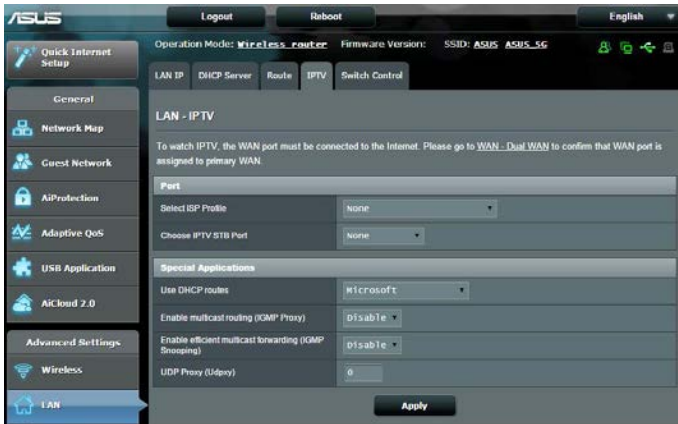 ASUS
Logout
Reboot
English
Quick Internet Setup
Operation Mode: Wireless router Firmware Version: SSID: ASUS ASUS_5G
LAN IP
DHCP Server
Route
IPTV
Switch Control
General
Network Map
Guest Network
AiProtection
Adaptive QoS
USB Application
AiCloud 2.0
Advanced Settings
Wireless
LAN
LAN - IPTV
To watch IPTV, the WAN port must be connected to the Internet. Please go to WAN - Dual WAN to confirm that WAN port is
assigned to primary WAN.
Port
Select ISP Profile
None
Choose IPTV STB Port
None
Special Applications
Use DHCP routes
Microsoft
Enable multicast routing (IGMP Proxy)
Disable
Enable efficient multicast forwarding (IGMP
Snooping)
Disable
UDP Proxy (Udpxy)
0
Apply